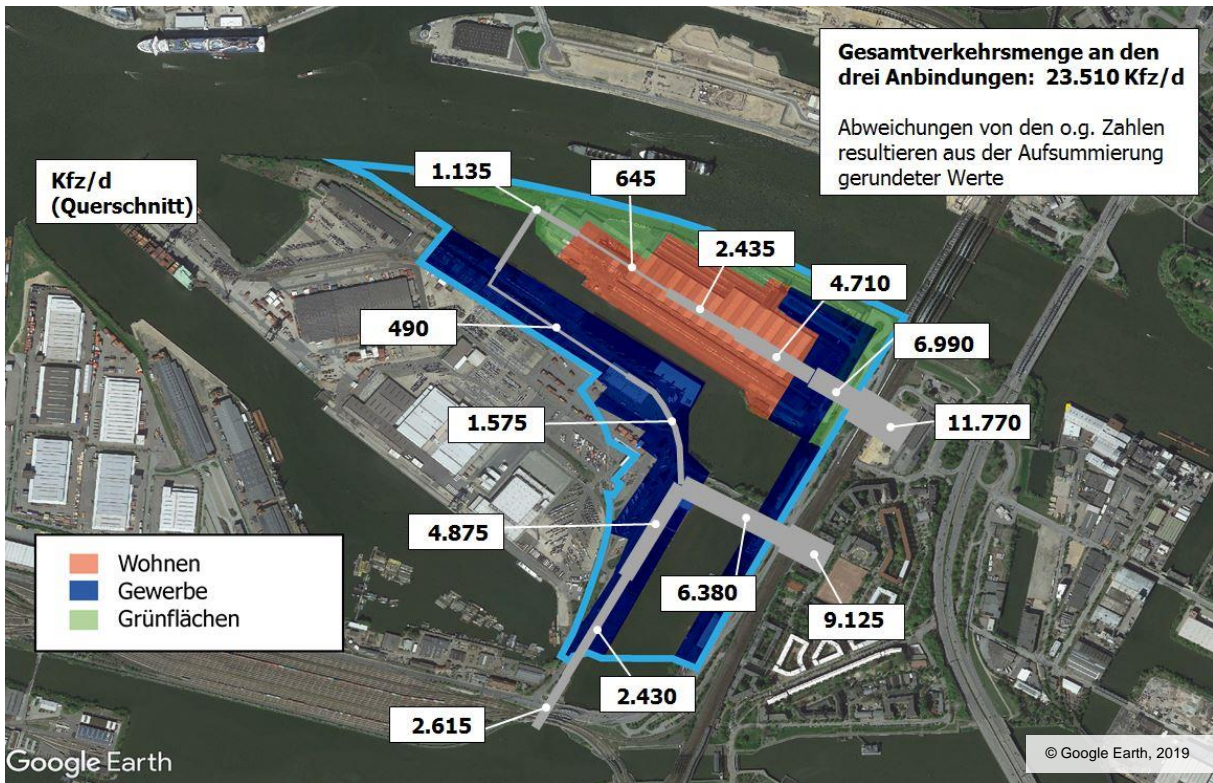 Gesamtverkehrsmenge an den
drei Anbindungen: 23.510 Kfz/d
Abweichungen von den o.g. Zahlen
resultieren aus der Aufsummierung
gerundeter Werte
Kfz/d
(Querschnitt)
1.135
645
2.435
4.710
6.990
11.770
490
1.575
4.875
6.380
9.125
2.430
2.615
Wohnen
Gewerbe
Grünflächen
Google Earth
© Google Earth, 2019